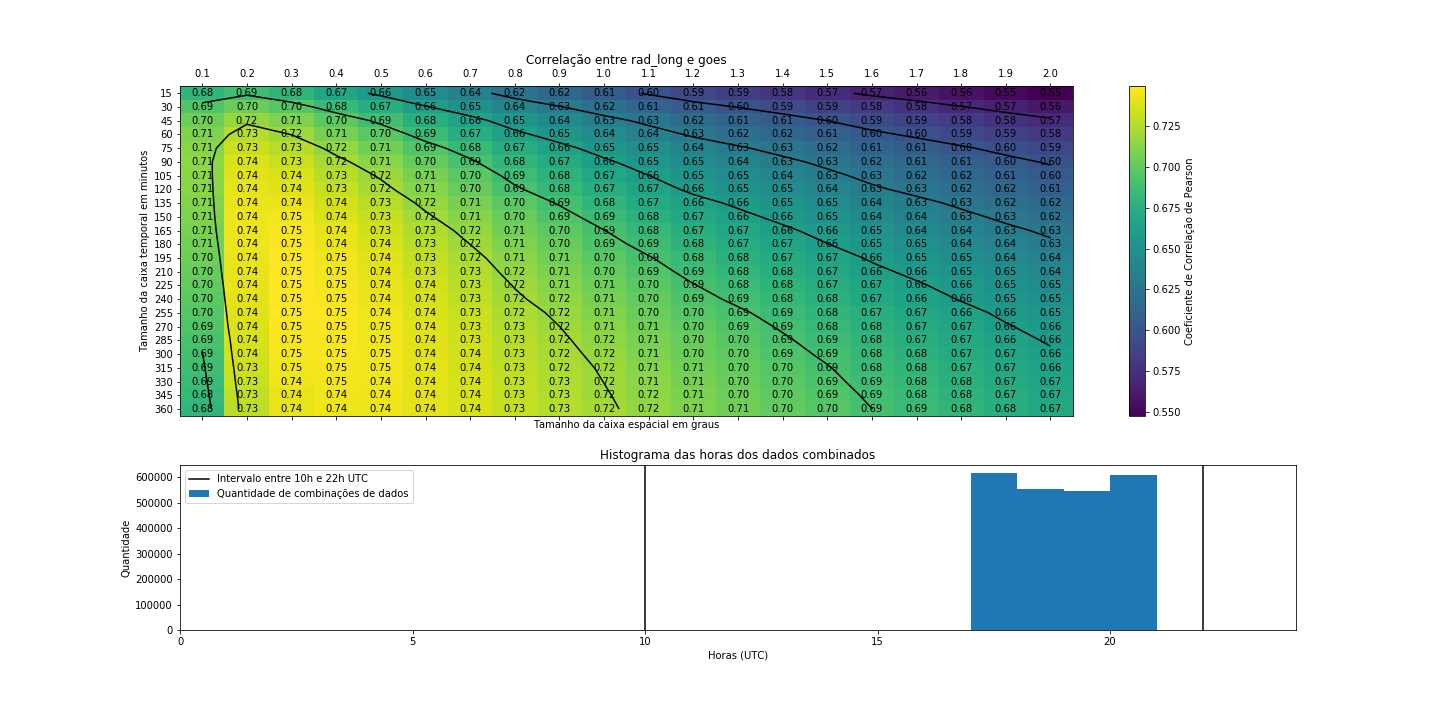 Correlação entre rad_long e goes
0.1 0.2 0.3 0.4 0.5 0.6 0.7 0.8 0.9 1.0 1.1 1.2 1.3 1.4 1.5 1.6 1.7 1.8 1.9 2.0
15 0.68 0.69 0.68 0.67 0.66 0.65 0.64 0.62 0.62 0.61 0.60 0.59 0.59 0.58 0.57 0.57 0.56 0.56 0.55 0.55
30 0.69 0.70 0.70 0.68 0.67 0.66 0.65 0.64 0.63 0.62 0.61 0.61 0.60 0.59 0.59 0.58 0.58 0.57 0.57 0.56
45 0.70 0.72 0.71 0.70 0.69 0.68 0.66 0.65 0.64 0.63 0.63 0.62 0.61 0.61 0.60 0.59 0.59 0.58 0.58 0.57
60 0.71 0.73 0.72 0.71 0.70 0.69 0.67 0.66 0.65 0.64 0.64 0.63 0.62 0.62 0.61 0.60 0.60 0.59 0.59 0.58
75 0.71 0.73 0.73 0.72 0.71 0.69 0.68 0.67 0.66 0.65 0.65 0.64 0.63 0.62 0.62 0.61 0.61 0.60 0.60 0.59
90 0.71 0.74 0.73 0.73 0.71 0.70 0.69 0.68 0.67 0.66 0.65 0.65 0.64 0.63 0.63 0.62 0.61 0.61 0.60 0.60
105 0.71 0.74 0.74 0.73 0.72 0.71 0.70 0.69 0.68 0.67 0.66 0.65 0.65 0.64 0.63 0.63 0.62 0.62 0.61 0.60
120 0.71 0.74 0.74 0.73 0.72 0.71 0.70 0.69 0.68 0.67 0.67 0.66 0.65 0.65 0.64 0.63 0.63 0.62 0.62 0.61
135 0.71 0.74 0.74 0.74 0.73 0.72 0.71 0.70 0.69 0.68 0.67 0.66 0.66 0.65 0.65 0.64 0.63 0.63 0.62 0.62
150 0.71 0.74 0.75 0.74 0.73 0.72 0.71 0.70 0.69 0.69 0.68 0.67 0.66 0.66 0.65 0.64 0.64 0.63 0.63 0.62
165 0.71 0.74 0.75 0.74 0.73 0.73 0.72 0.71 0.70 0.69 0.68 0.67 0.67 0.66 0.66 0.65 0.64 0.64 0.63 0.63
180 0.71 0.74 0.75 0.74 0.74 0.73 0.72 0.71 0.70 0.69 0.69 0.68 0.67 0.67 0.66 0.65 0.65 0.64 0.64 0.63
195 0.70 0.74 0.75 0.75 0.74 0.73 0.72 0.71 0.71 0.70 0.69 0.68 0.68 0.67 0.67 0.66 0.65 0.65 0.64 0.64
210 0.70 0.74 0.75 0.75 0.74 0.73 0.73 0.72 0.71 0.70 0.69 0.69 0.68 0.68 0.67 0.66 0.66 0.65 0.65 0.64
225 0.70 0.74 0.75 0.75 0.74 0.74 0.73 0.72 0.71 0.71 0.70 0.69 0.68 0.68 0.67 0.67 0.66 0.66 0.65 0.65
240 0.70 0.74 0.75 0.75 0.74 0.74 0.73 0.72 0.72 0.71 0.70 0.69 0.69 0.68 0.68 0.67 0.67 0.66 0.65 0.65
255 0.70 0.74 0.75 0.75 0.75 0.74 0.73 0.73 0.72 0.71 0.70 0.70 0.69 0.69 0.68 0.67 0.67 0.66 0.66 0.65
270 0.69 0.74 0.75 0.75 0.75 0.74 0.73 0.73 0.72 0.71 0.71 0.70 0.69 0.69 0.68 0.68 0.67 0.67 0.66 0.66
285 0.69 0.74 0.75 0.75 0.75 0.74 0.74 0.73 0.72 0.72 0.71 0.70 0.70 0.69 0.69 0.68 0.67 0.67 0.66 0.66
300 0.69 0.73 0.75 0.75 0.75 0.74 0.74 0.73 0.72 0.72 0.71 0.70 0.70 0.69 0.69 0.68 0.68 0.67 0.67 0.66
315 0.69 0.73 0.75 0.75 0.75 0.74 0.74 0.73 0.73 0.72 0.71 0.71 0.70 0.70 0.69 0.68 0.68 0.67 0.67 0.66
330 0.69 0.73 0.74 0.75 0.75 0.74 0.74 0.73 0.73 0.72 0.71 0.71 0.70 0.70 0.69 0.69 0.68 0.68 0.67 0.67
345 0.68 0.73 0.74 0.74 0.74 0.74 0.74 0.73 0.73 0.72 0.72 0.71 0.70 0.70 0.69 0.69 0.68 0.68 0.67 0.67
360 0.68 0.73 0.74 0.74 0.74 0.74 0.74 0.73 0.73 0.72 0.72 0.71 0.71 0.70 0.70 0.69 0.69 0.68 0.68 0.67
Tamanho da caixa temporal em minutos
Tamanho da caixa espacial em graus
0.725
0.700
0.675
0.650
0.625
0.600
0.575
0.550
Coeficiente de Correlação de Pearson
Histograma das horas dos dados combinados
Intervalo entre 10h e 22h UTC
Quantidade de combinações de dados
600000
500000
400000
300000
200000
100000
0
Quantidade
0 5 10 15 20
Horas (UTC)